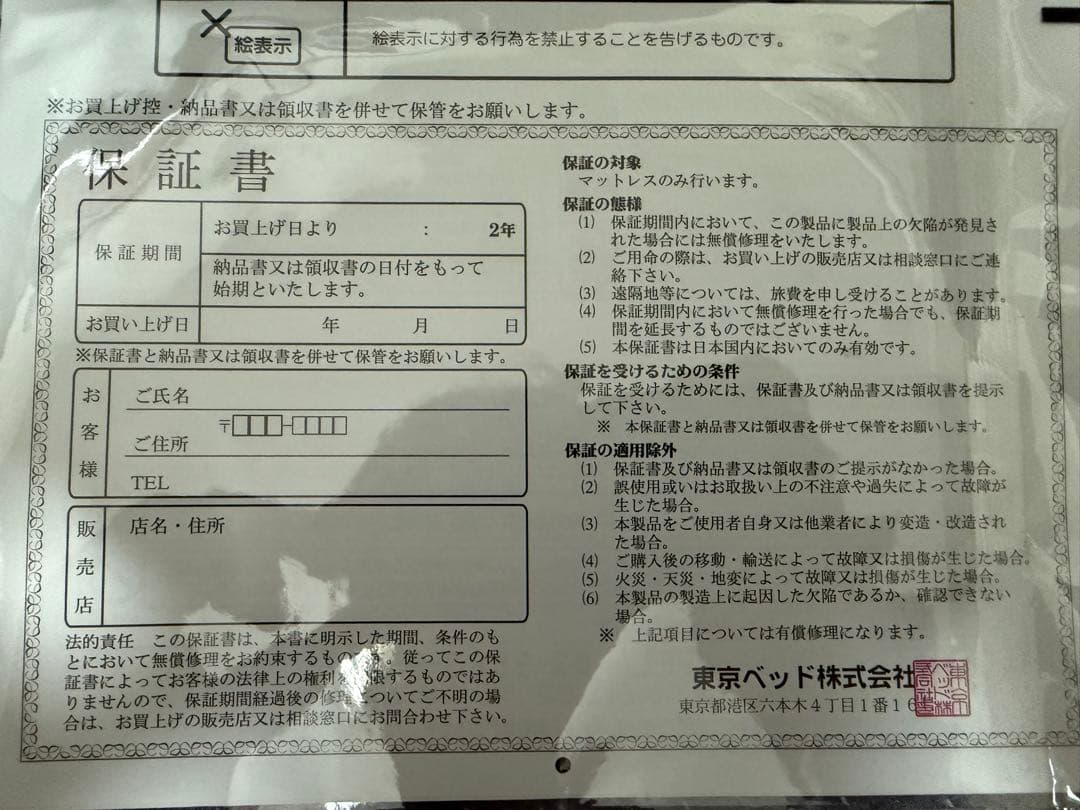 絵表示
絵表示に対する行為を禁止することを告げるものです。
※お買上げ控・納品書又は領収書を併せて保管をお願いします。
保証書
保証期間
お買上げ日より : 2年
納品書又は領収書の日付をもって
始期といたします。
お買い上げ日 年 月 日
※保証書と納品書又は領収書を併せて保管をお願いします。
お客様
ご氏名
〒
ご住所
TEL
販売店
店名・住所
法的責任 この保証書は、本書に明示した期間、条件のも
とにおいて無償修理をお約束するものです。従ってこの保
証書によってお客様の法律上の権利を制限するものではあ
りませんので、保証期間経過後の修理についてご不明の場
合は、お買上げの販売店又は相談窓口にお問合わせ下さい。
保証の対象
マットレスのみ行います。
保証の態様
(1) 保証期間内において、この製品に製品上の欠陥が発見さ
れた場合には無償修理をいたします。
(2) ご用命の際は、お買い上げの販売店又は相談窓口にご連
絡下さい。
(3) 遠隔地等については、旅費を申し受けることがあります。
(4) 保証期間内において無償修理を行った場合でも、保証期
間を延長するものではございません。
(5) 本保証書は日本国内においてのみ有効です。
保証を受けるための条件
保証を受けるためには、保証書及び納品書又は領収書を提示
して下さい。
※ 本保証書と納品書又は領収書を併せて保管をお願いします。
保証の適用除外
(1) 保証書及び納品書又は領収書のご提示がなかった場合。
(2) 誤使用或いはお取扱い上の不注意や過失によって故障が
生じた場合。
(3) 本製品をご使用者自身又は他業者により変造・改造され
た場合。
(4) ご購入後の移動・輸送によって故障又は損傷が生じた場合。
(5) 火災・天災・地変によって故障又は損傷が生じた場合。
(6) 本製品の製造上に起因した欠陥であるか、確認できない
場合。
※ 上記項目については有償修理になります。
東京ベッド株式会社
東京都港区六本木4丁目1番16